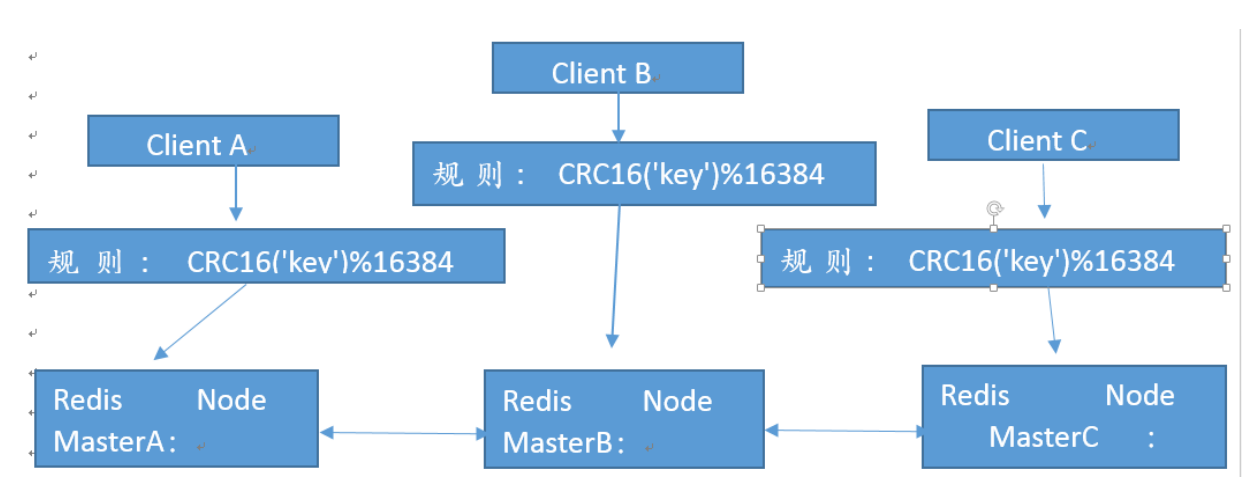 Client B
Client A
Client C
规则： CRC16('key')%16384
规则： CRC16('key')%16384
规则： CRC16('key')%16384
Redis Node
MasterA：
Redis Node
MasterB：
Redis Node
MasterC ：